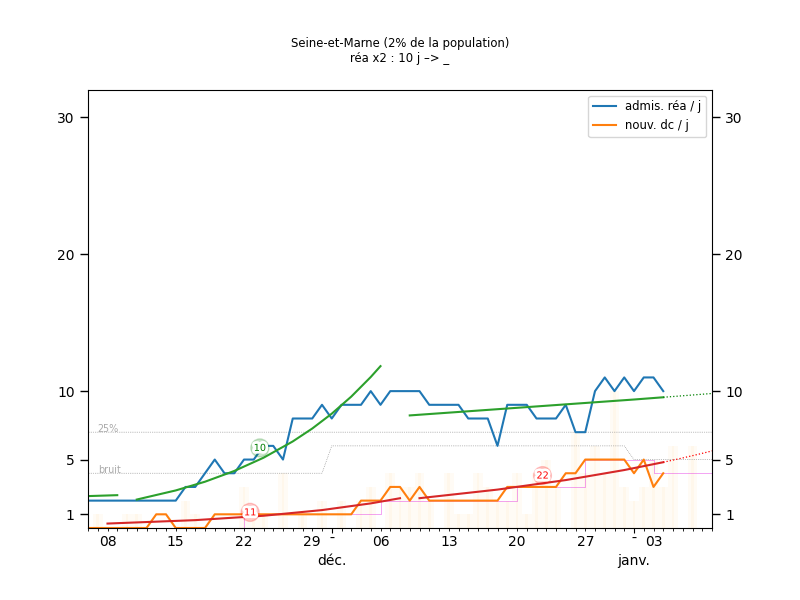 Seine-et-Marne (2% de la population)
réa x2 : 10 j –> _
admis. réa / j
nouv. dc / j
30 30
20 20
10 10
25%
10
5 5
bruit
22
11
1 1
08 15 22 29 - 06 13 20 27 - 03
déc. janv.